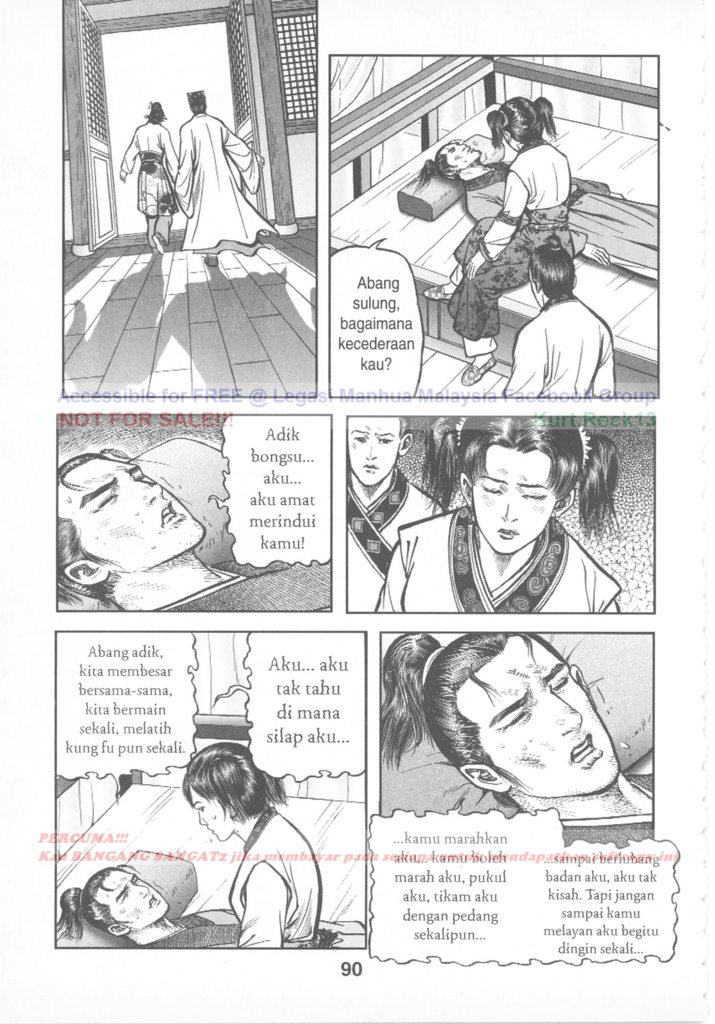 Abang
sulung,
bagaimana
kecederaan
kau?
Accessible for FREE @ Legasi Manhua Malaysia Facebook Group
NOT FOR SALE!!!
Kurt Rock13
Adik
bongsu...
aku...
aku amat
merindui
kamu!
Abang adik,
kita membesar
bersama-sama,
kita bermain
sekali, melatih
kung fu pun sekali.
Aku... aku
tak tahu
di mana
silap aku...
PERCUMA!!!
Kau BANGANG SANGAT2 jika membayar pada
...kamu marahkan
aku... kamu boleh
marah aku, pukul
aku, tikam aku
dengan pedang
sekalipun...
...sampai berlubang
badan aku, aku tak
kisah. Tapi jangan
sampai kamu
melayan aku begitu
dingin sekali...
90